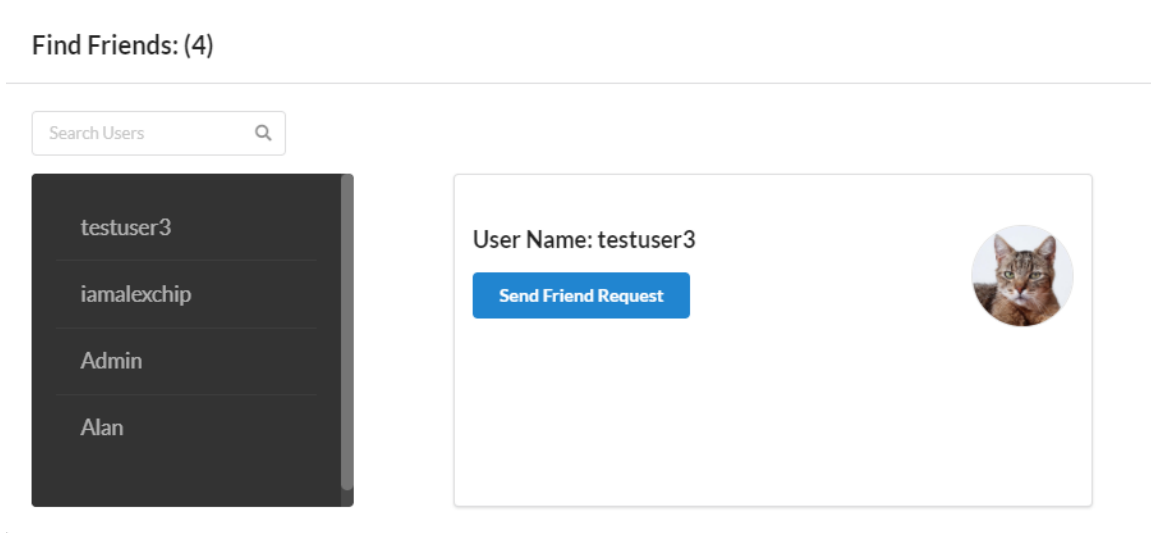 Find Friends: (4)
Search Users
testuser3
iamalexchip
Admin
Alan
User Name: testuser3
Send Friend Request